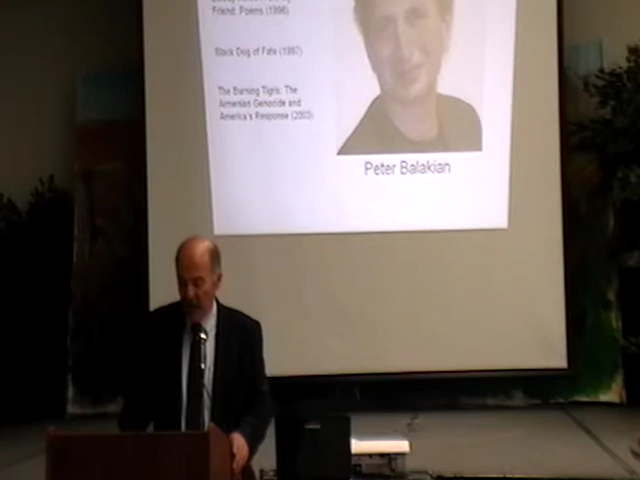 Friend: Poems (1996)
Black Dog of Fate (1997)
The Burning Tigris: The
Armenian Genocide and
America's Response (2003)
Peter Balakian